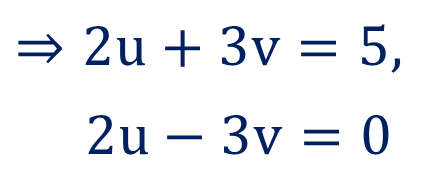 ⇒ 2u + 3v = 5,
2u − 3v = 0